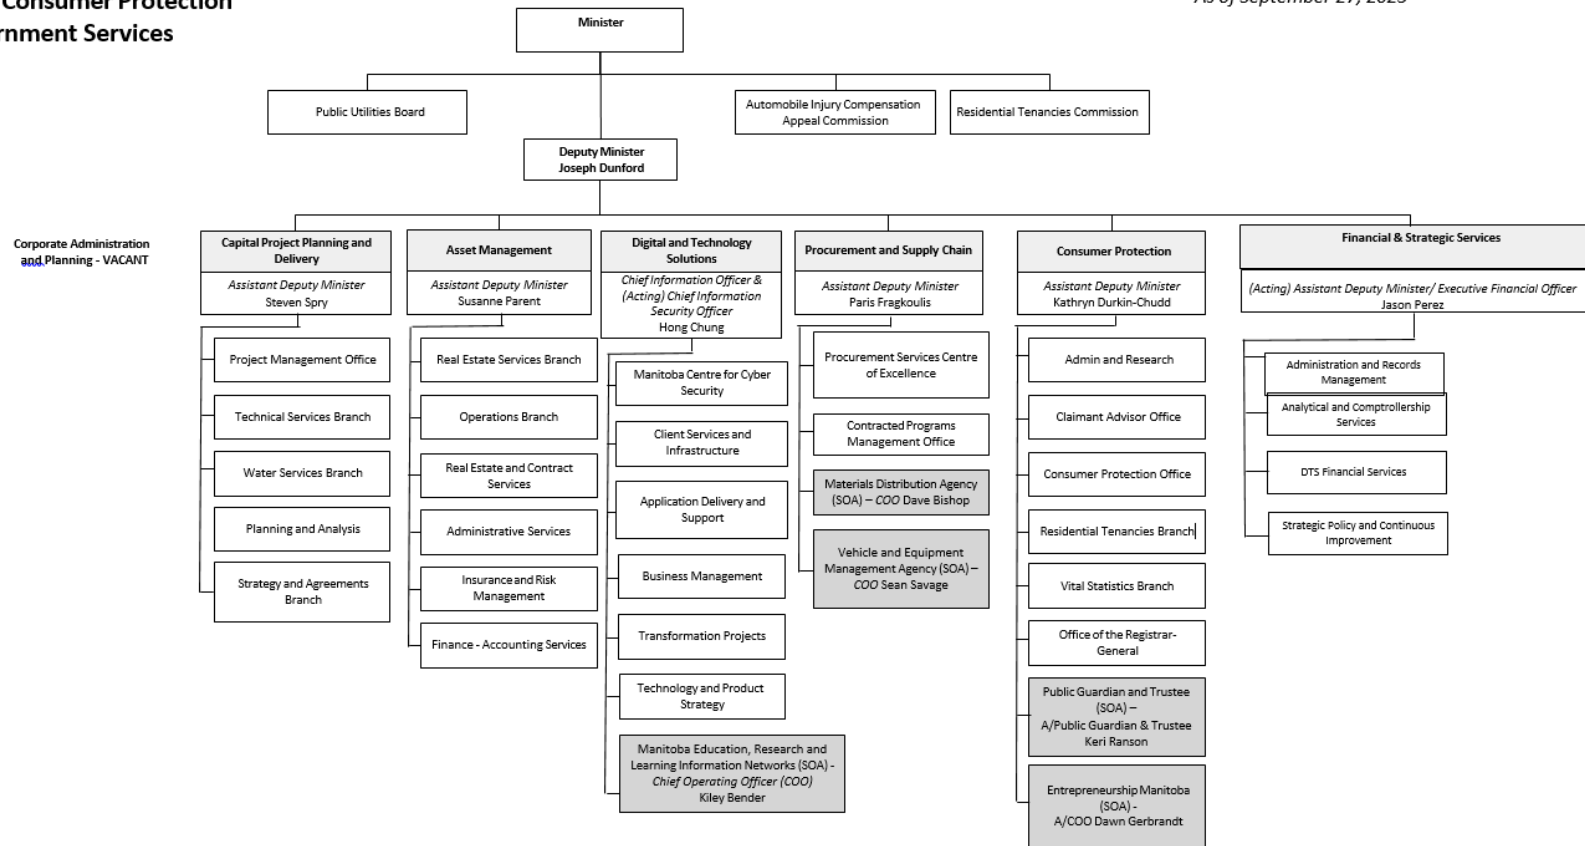 Consumer Protection
rnment Services
As of September 27, 2023
Minister
Public Utilities Board
Automobile Injury Compensation
Appeal Commission
Residential Tenancies Commission
Deputy Minister
Joseph Dunford
Corporate Administration
and Planning - VACANT
Capital Project Planning and
Delivery
Assistant Deputy Minister
Steven Spry
Project Management Office
Technical Services Branch
Water Services Branch
Planning and Analysis
Strategy and Agreements
Branch
Asset Management
Assistant Deputy Minister
Susanne Parent
Real Estate Services Branch
Operations Branch
Real Estate and Contract
Services
Administrative Services
Insurance and Risk
Management
Finance - Accounting Services
Digital and Technology
Solutions
Chief Information Officer &
(Acting) Chief Information
Security Officer
Hong Chung
Manitoba Centre for Cyber
Security
Client Services and
Infrastructure
Application Delivery and
Support
Business Management
Transformation Projects
Technology and Product
Strategy
Manitoba Education, Research and
Learning Information Networks (SOA) -
Chief Operating Officer (COO)
Kiley Bender
Procurement and Supply Chain
Assistant Deputy Minister
Paris Fragkoulis
Procurement Services Centre
of Excellence
Contracted Programs
Management Office
Materials Distribution Agency
(SOA) – COO Dave Bishop
Vehicle and Equipment
Management Agency (SOA) –
COO Sean Savage
Consumer Protection
Assistant Deputy Minister
Kathryn Durkin-Chudd
Admin and Research
Claimant Advisor Office
Consumer Protection Office
Residential Tenancies Branch
Vital Statistics Branch
Office of the Registrar-
General
Public Guardian and Trustee
(SOA) –
A/Public Guardian & Trustee
Keri Ranson
Entrepreneurship Manitoba
(SOA) -
A/COO Dawn Gerbrandt
Financial & Strategic Services
(Acting) Assistant Deputy Minister/ Executive Financial Officer
Jason Perez
Administration and Records
Management
Analytical and Comptrollership
Services
DTS Financial Services
Strategic Policy and Continuous
Improvement